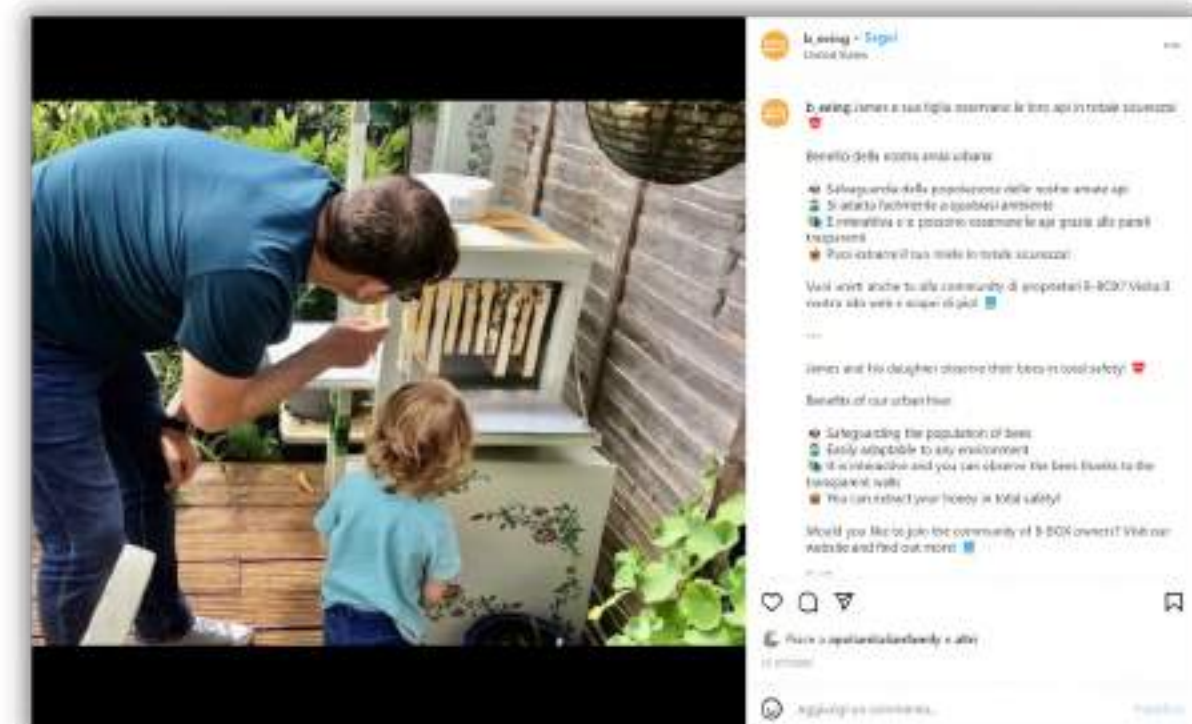 b_eeing • Segui
United States
b_eeing James e sua figlia osservano le loro api in totale sicurezza!
Benefici della nostra arnia urbana:
Salvaguardia della popolazione delle nostre amate api
Si adatta facilmente a qualsiasi ambiente
È interattiva e si possono osservare le api grazie alle pareti
trasparenti
Puoi estrarre il tuo miele in totale sicurezza!
Vuoi unirti anche tu alla community di proprietari B-BOX? Visita il
nostro sito web e scopri di più!
James and his daughter observe their bees in total safety!
Benefits of our urban hive:
Safeguarding the population of bees
Easily adaptable to any environment
It is interactive and you can observe the bees thanks to the
transparent walls
You can extract your honey in total safety!
Would you like to join the community of B-BOX owners? Visit our
website and find out more!
Piace a e altri
Aggiungi un commento...